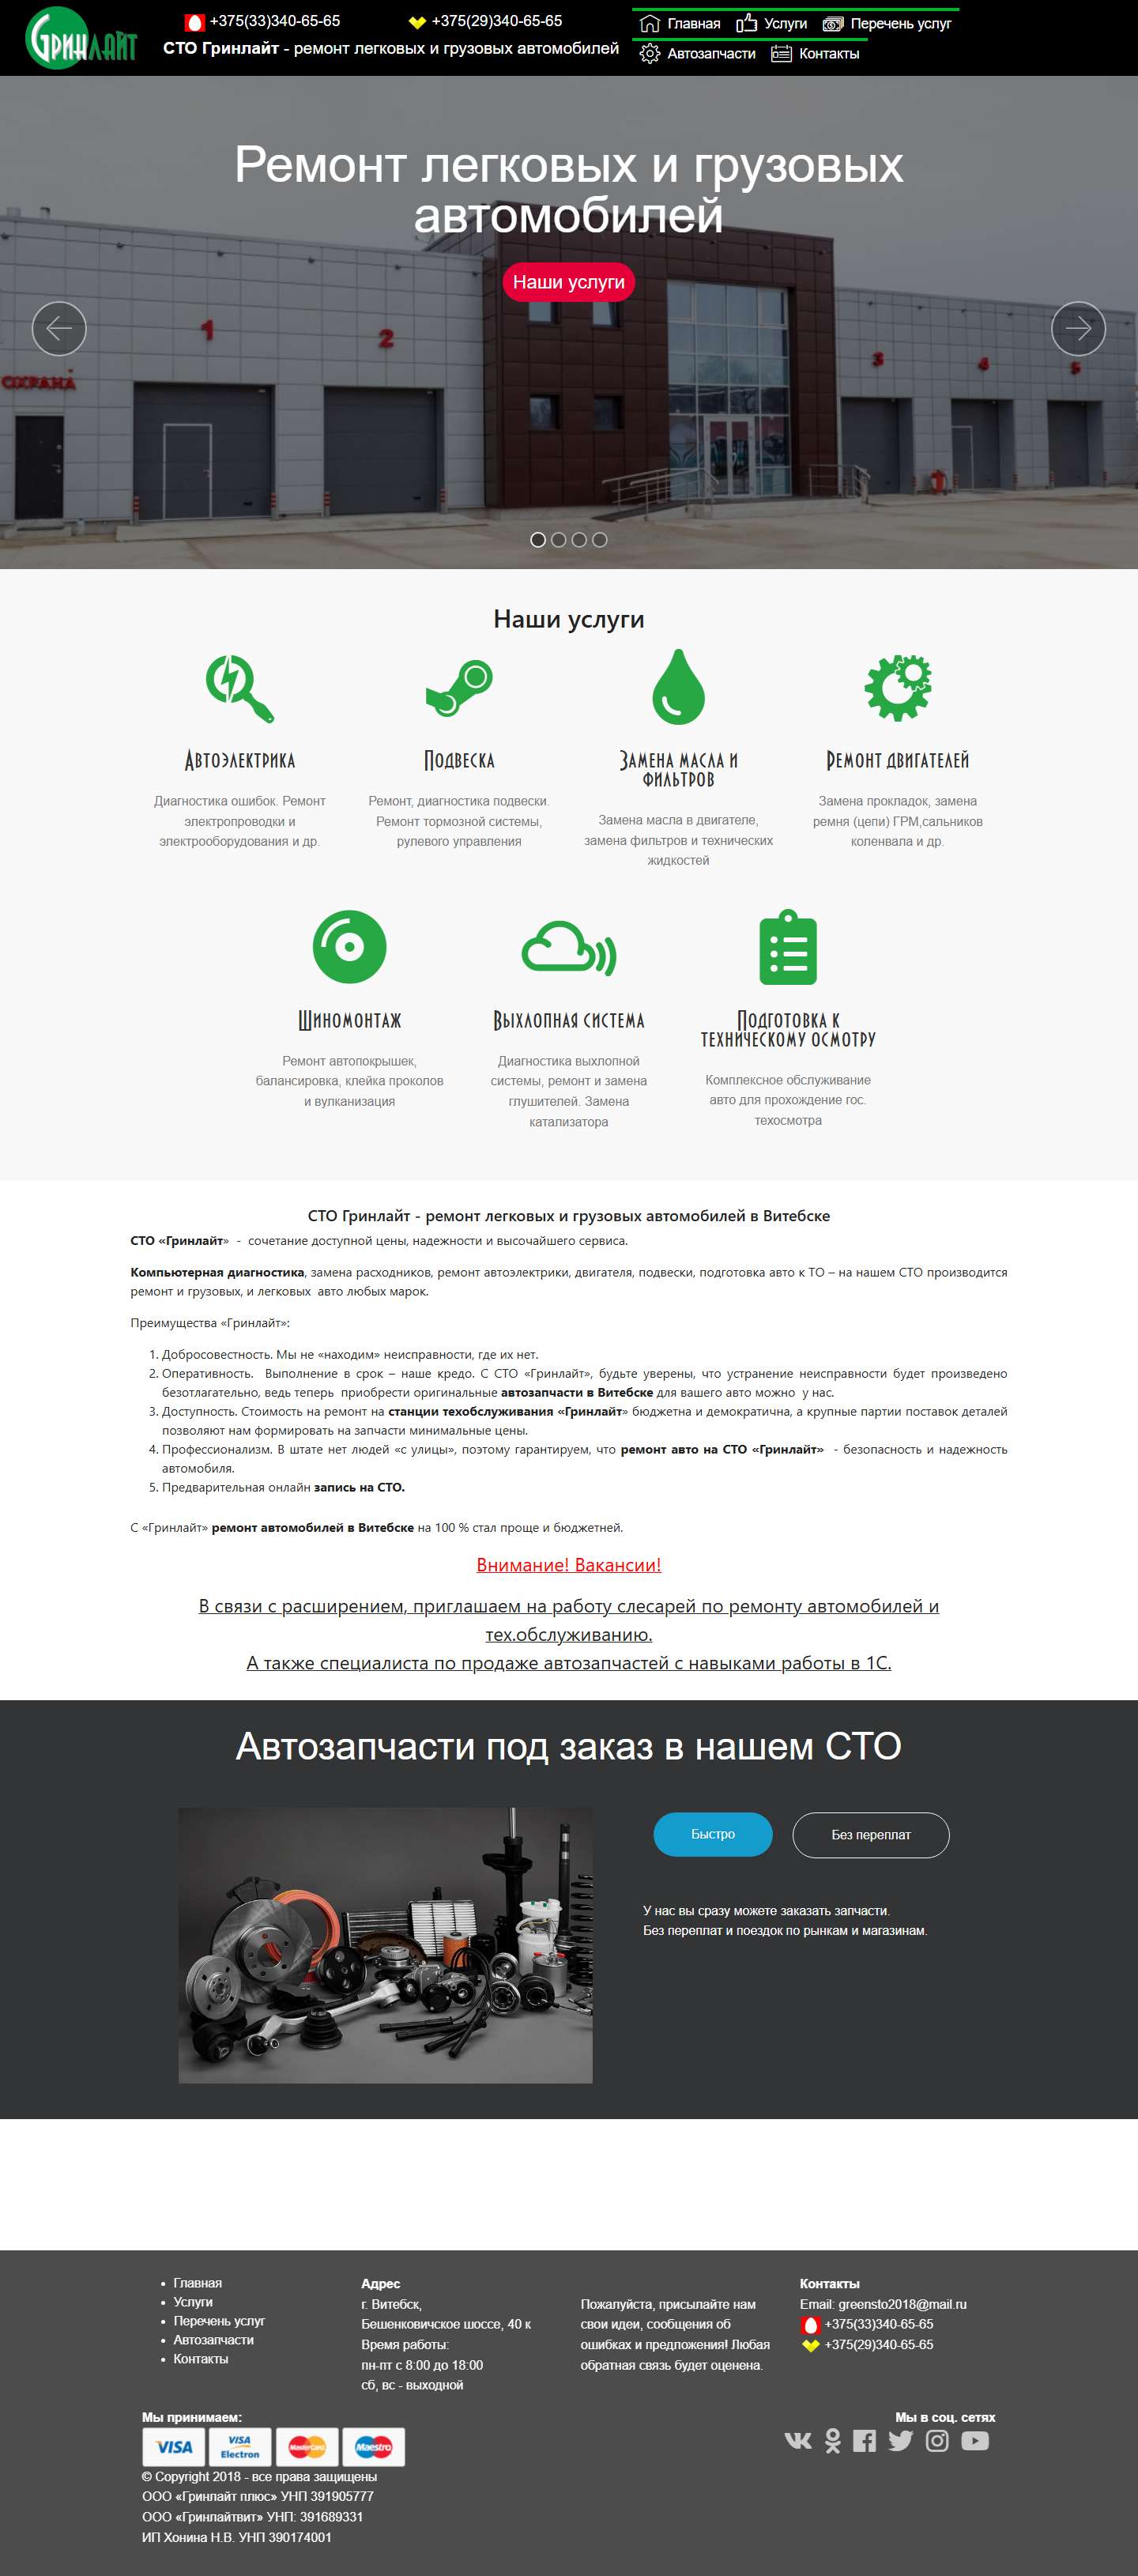 ГРИНЛАЙТ
+375(33)340-65-65
+375(29)340-65-65
СТО Гринлайт - ремонт легковых и грузовых автомобилей
Главная
Услуги
Перечень услуг
Автозапчасти
Контакты
Ремонт легковых и грузовых
автомобилей
Наши услуги
1
2
3
4
5
ОХРАНА
Наши услуги
Автоэлектрика
Диагностика ошибок. Ремонт
электропроводки и
электрооборудования и др.
Подвеска
Ремонт, диагностика подвески.
Ремонт тормозной системы,
рулевого управления
Замена масла и
фильтров
Замена масла в двигателе,
замена фильтров и технических
жидкостей
Ремонт двигателей
Замена прокладок, замена
ремня (цепи) ГРМ,сальников
коленвала и др.
Шиномонтаж
Ремонт автопокрышек,
балансировка, клейка проколов
и вулканизация
Выхлопная система
Диагностика выхлопной
системы, ремонт и замена
глушителей. Замена
катализатора
Подготовка к
техническому осмотру
Комплексное обслуживание
авто для прохождение гос.
техосмотра
СТО Гринлайт - ремонт легковых и грузовых автомобилей в Витебске
СТО «Гринлайт» - сочетание доступной цены, надежности и высочайшего сервиса.
Компьютерная диагностика, замена расходников, ремонт автоэлектрики, двигателя, подвески, подготовка авто к ТО – на нашем СТО производится
ремонт и грузовых, и легковых авто любых марок.
Преимущества «Гринлайт»:
1. Добросовестность. Мы не «находим» неисправности, где их нет.
2. Оперативность. Выполнение в срок – наше кредо. С СТО «Гринлайт», будьте уверены, что устранение неисправности будет произведено
безотлагательно, ведь теперь приобрести оригинальные автозапчасти в Витебске для вашего авто можно у нас.
3. Доступность. Стоимость на ремонт на станции техобслуживания «Гринлайт» бюджетна и демократична, а крупные партии поставок деталей
позволяют нам формировать на запчасти минимальные цены.
4. Профессионализм. В штате нет людей «с улицы», поэтому гарантируем, что ремонт авто на СТО «Гринлайт» - безопасность и надежность
автомобиля.
5. Предварительная онлайн запись на СТО.
С «Гринлайт» ремонт автомобилей в Витебске на 100 % стал проще и бюджетней.
Внимание! Вакансии!
В связи с расширением, приглашаем на работу слесарей по ремонту автомобилей и
тех.обслуживанию.
А также специалиста по продаже автозапчастей с навыками работы в 1С.
Автозапчасти под заказ в нашем СТО
Быстро
Без переплат
У нас вы сразу можете заказать запчасти.
Без переплат и поездок по рынкам и магазинам.
Главная
Услуги
Перечень услуг
Автозапчасти
Контакты
Адрес
г. Витебск,
Бешенковичское шоссе, 40 к
Время работы:
пн-пт с 8:00 до 18:00
сб, вс - выходной
Пожалуйста, присылайте нам
свои идеи, сообщения об
ошибках и предложения! Любая
обратная связь будет оценена.
Контакты
Email: greensto2018@mail.ru
+375(33)340-65-65
+375(29)340-65-65
Мы принимаем:
VISA
VISA
Electron
MasterCard
Maestro
Мы в соц. сетях
© Copyright 2018 - все права защищены
ООО «Гринлайт плюс» УНП 391905777
ООО «Гринлайтвит» УНП: 391689331
ИП Хонина Н.В. УНП 390174001